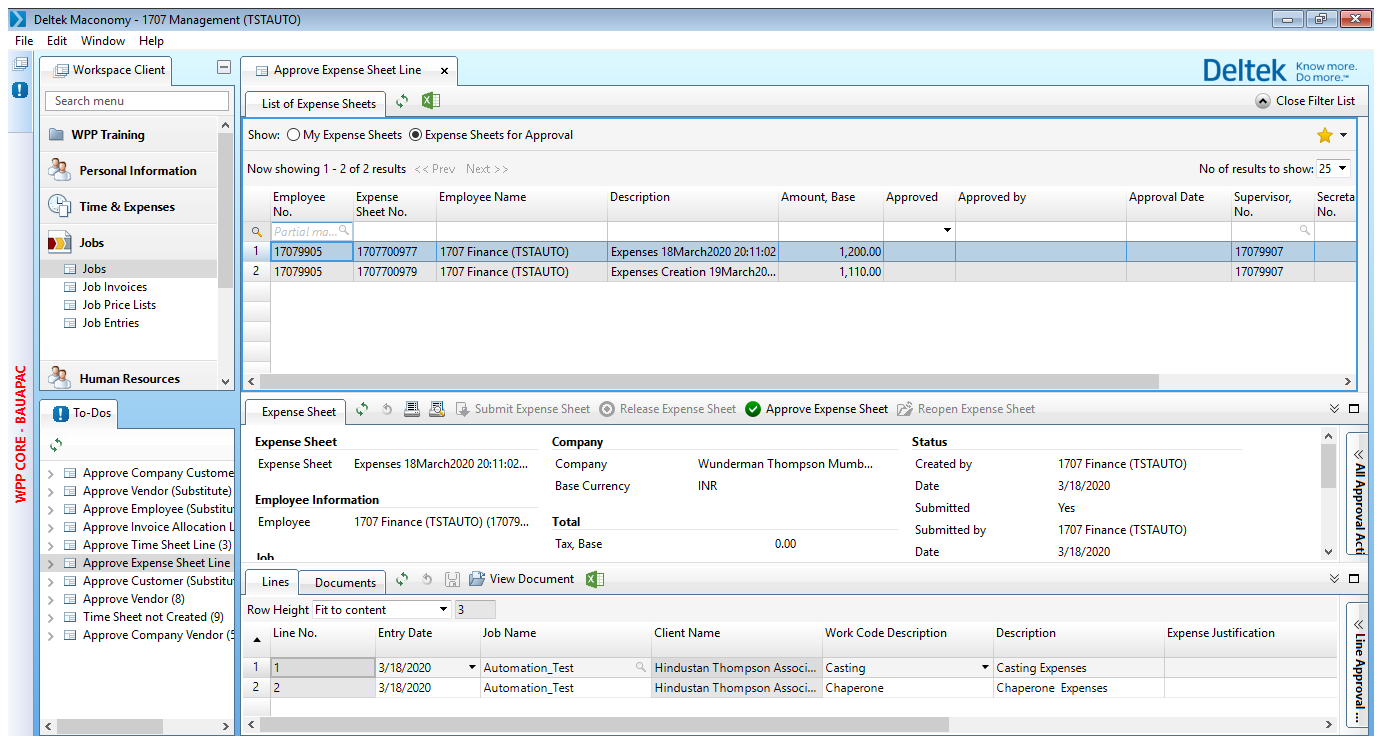 Deltek Maconomy - 1707 Management (TSTAUTO)
File Edit Window Help
WPP CORE - BAUAPAC
Workspace Client
Search menu
WPP Training
Personal Information
Time & Expenses
Jobs
Jobs
Job Invoices
Job Price Lists
Job Entries
Human Resources
To-Dos
Approve Company Custome
Approve Vendor (Substitute)
Approve Employee (Substitu
Approve Invoice Allocation L
Approve Time Sheet Line (3)
Approve Expense Sheet Line
Approve Customer (Substitu
Approve Vendor (8)
Time Sheet not Created (9)
Approve Company Vendor (5
Approve Expense Sheet Line x
Deltek Know more. Do more.™
List of Expense Sheets
Close Filter List
Show: My Expense Sheets Expense Sheets for Approval
Now showing 1 - 2 of 2 results << Prev Next >>
No of results to show: 25
Employee No. Expense Sheet No. Employee Name Description Amount, Base Approved Approved by Approval Date Supervisor, No. Secreta No.
Partial ma...
1 17079905 1707700977 1707 Finance (TSTAUTO) Expenses 18March2020 20:11:02 1,200.00 17079907
2 17079905 1707700979 1707 Finance (TSTAUTO) Expenses Creation 19March20... 1,110.00 17079907
Expense Sheet Submit Expense Sheet Release Expense Sheet Approve Expense Sheet Reopen Expense Sheet
Expense Sheet
Expense Sheet Expenses 18March2020 20:11:02...
Employee Information
Employee 1707 Finance (TSTAUTO) (17079...
Job
Company
Company Wunderman Thompson Mumb...
Base Currency INR
Total
Tax, Base 0.00
Status
Created by 1707 Finance (TSTAUTO)
Date 3/18/2020
Submitted Yes
Submitted by 1707 Finance (TSTAUTO)
Date 3/18/2020
All Approval Acti
Lines Documents View Document
Row Height Fit to content 3
Line No. Entry Date Job Name Client Name Work Code Description Description Expense Justification
1 1 3/18/2020 Automation_Test Hindustan Thompson Associ... Casting Casting Expenses
2 2 3/18/2020 Automation_Test Hindustan Thompson Associ... Chaperone Chaperone Expenses
Line Approval ...